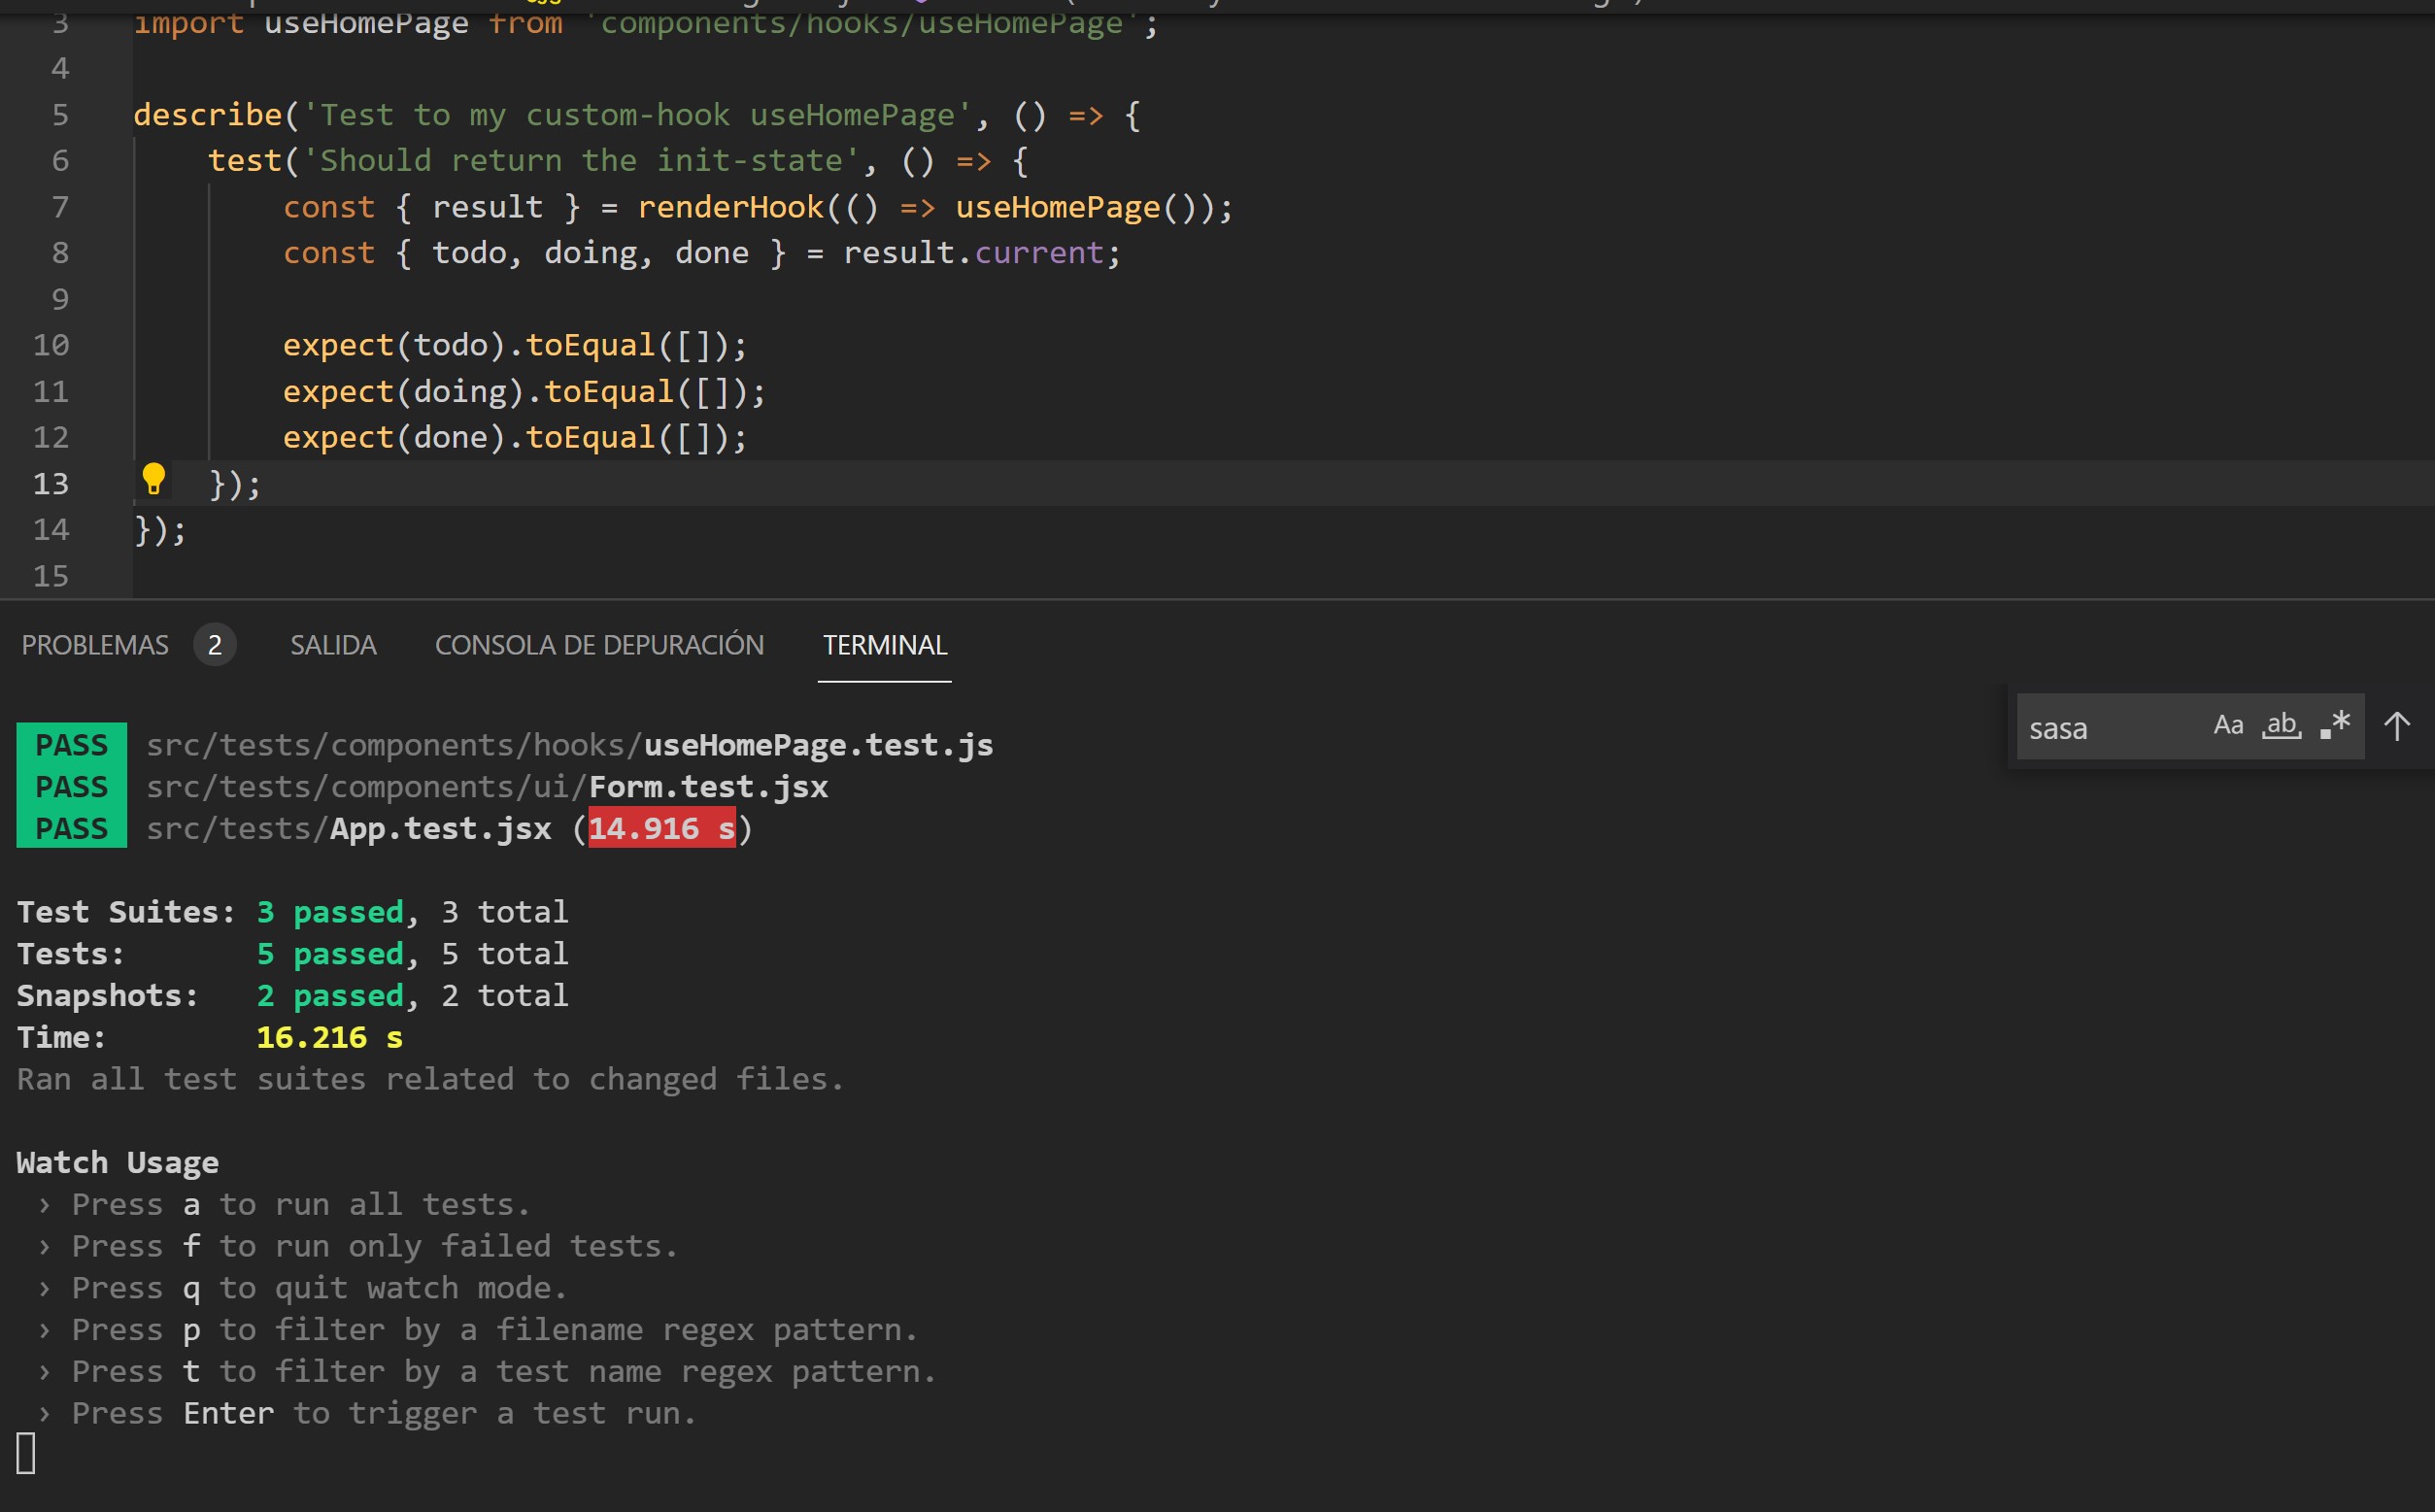 3 import useHomePage from 'components/hooks/useHomePage';
4
5 describe('Test to my custom-hook useHomePage', () => {
6 test('Should return the init-state', () => {
7 const { result } = renderHook(() => useHomePage());
8 const { todo, doing, done } = result.current;
9
10 expect(todo).toEqual([]);
11 expect(doing).toEqual([]);
12 expect(done).toEqual([]);
13 });
14 });
15
PROBLEMAS 2 SALIDA CONSOLA DE DEPURACIÓN TERMINAL
sasa Aa ab
PASS src/tests/components/hooks/useHomePage.test.js
PASS src/tests/components/ui/Form.test.jsx
PASS src/tests/App.test.jsx (14.916 s)
Test Suites: 3 passed, 3 total
Tests: 5 passed, 5 total
Snapshots: 2 passed, 2 total
Time: 16.216 s
Ran all test suites related to changed files.
Watch Usage
› Press a to run all tests.
› Press f to run only failed tests.
› Press q to quit watch mode.
› Press p to filter by a filename regex pattern.
› Press t to filter by a test name regex pattern.
› Press Enter to trigger a test run.